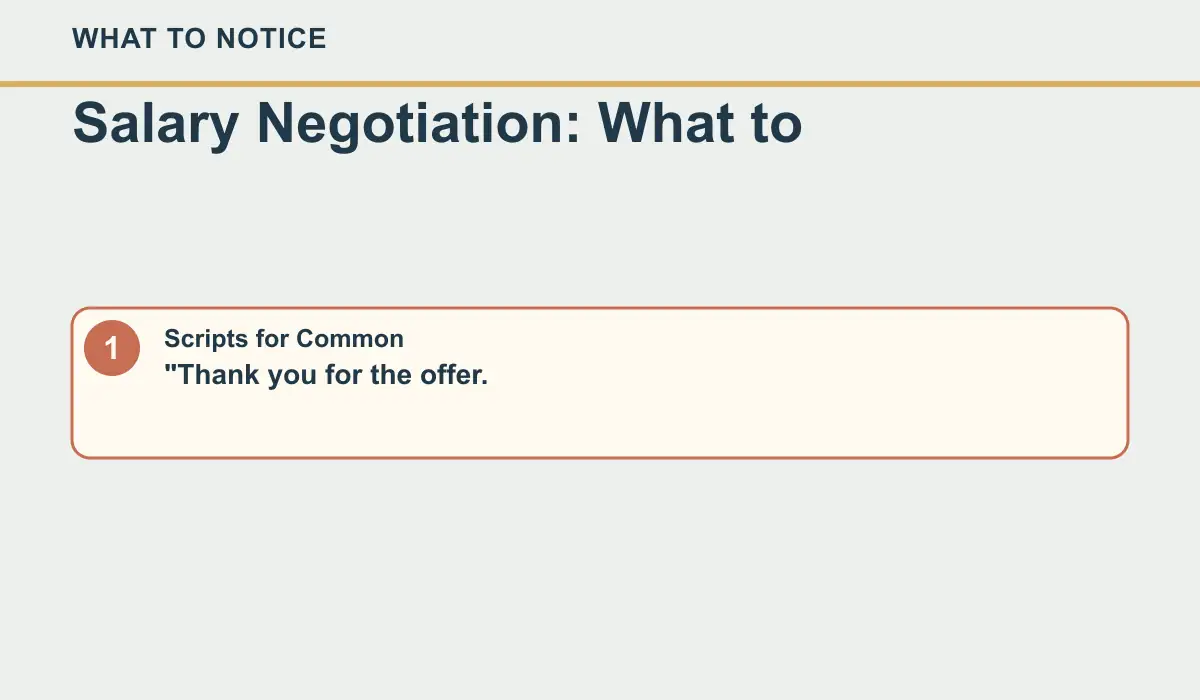 WHAT TO NOTICE
Salary Negotiation: What to
1
Scripts for Common
"Thank you for the offer.